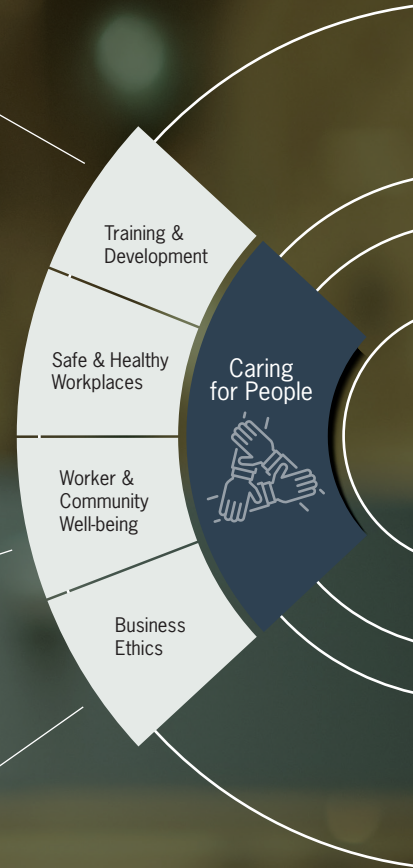 Training &
Development
Safe & Healthy
Workplaces
Caring
for People
Worker &
Community
Well-being
Business
Ethics